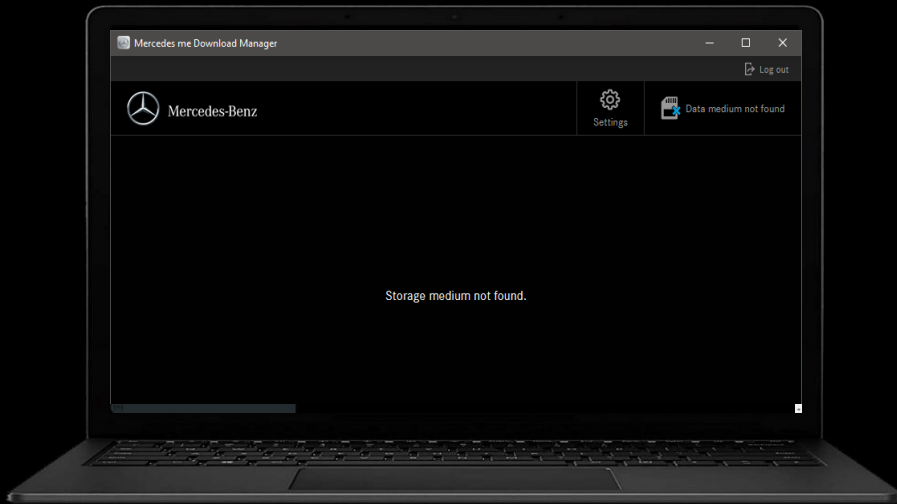 Mercedes me Download Manager
Log out
Mercedes-Benz
Settings
Data medium not found
Storage medium not found.